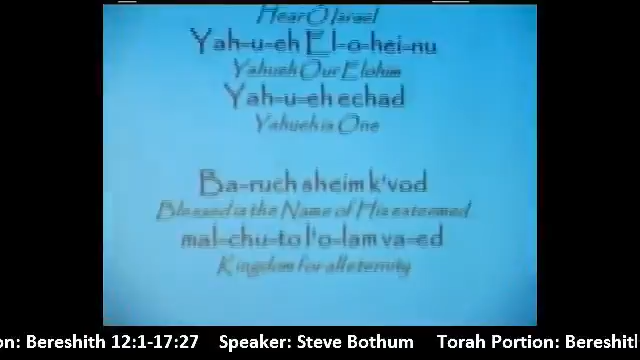 Hear O Israel
Yah-u-eh El-o-hei-nu
Yahueh Our Elohim
Yah-u-eh echad
Yahueh is One
Ba-ruch sheim k'vod
Blessed is the Name of His esteemed
mal-chu-to l'o-lam va-ed
Kingdom for all eternity
on: Bereshith 12:1-17:27 Speaker: Steve Bothum Torah Portion: Bereshith